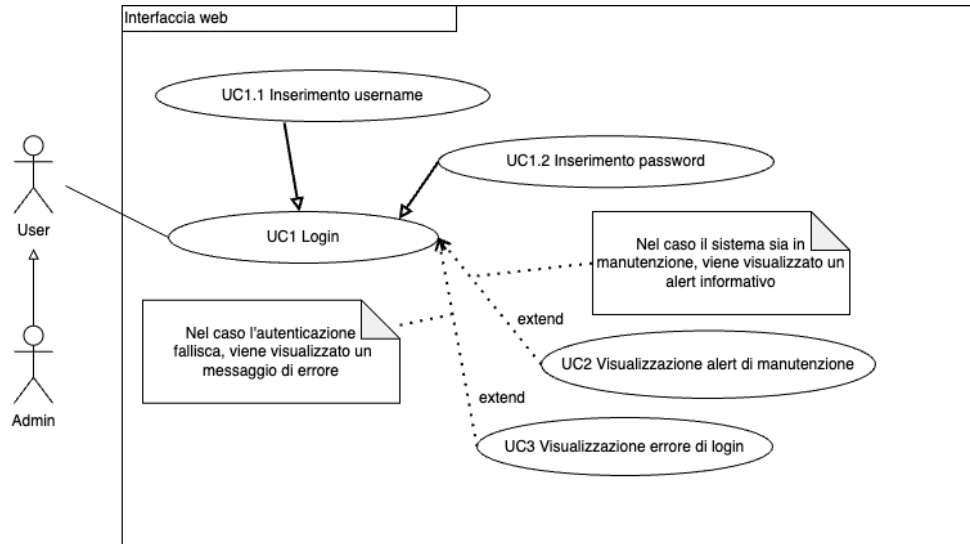 Interfaccia web
UC1.1 Inserimento username
UC1.2 Inserimento password
User
UC1 Login
Nel caso il sistema sia in
manutenzione, viene visualizzato un
alert informativo
Nel caso l'autenticazione
fallisca, viene visualizzato un
messaggio di errore
extend
UC2 Visualizzazione alert di manutenzione
extend
Admin
UC3 Visualizzazione errore di login